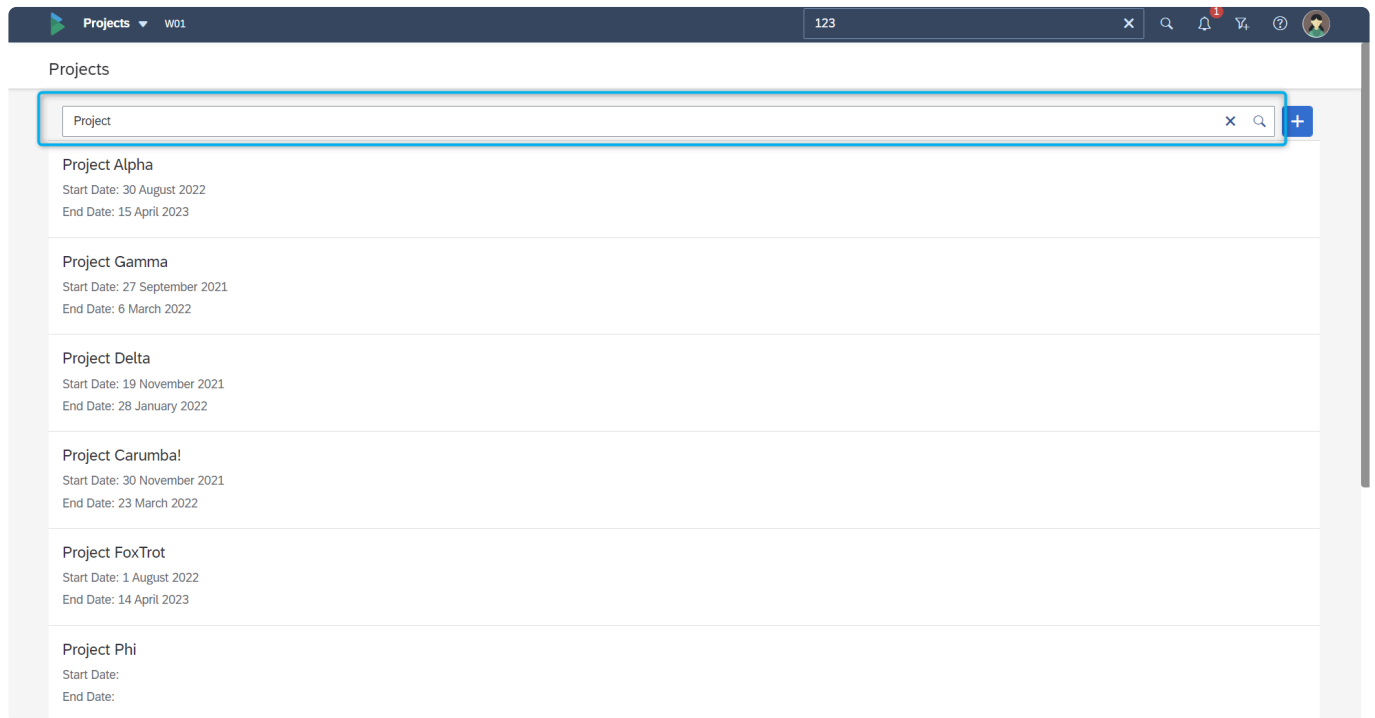 Projects W01 123 1
Projects
Project
Project Alpha
Start Date: 30 August 2022
End Date: 15 April 2023
Project Gamma
Start Date: 27 September 2021
End Date: 6 March 2022
Project Delta
Start Date: 19 November 2021
End Date: 28 January 2022
Project Carumba!
Start Date: 30 November 2021
End Date: 23 March 2022
Project FoxTrot
Start Date: 1 August 2022
End Date: 14 April 2023
Project Phi
Start Date:
End Date: